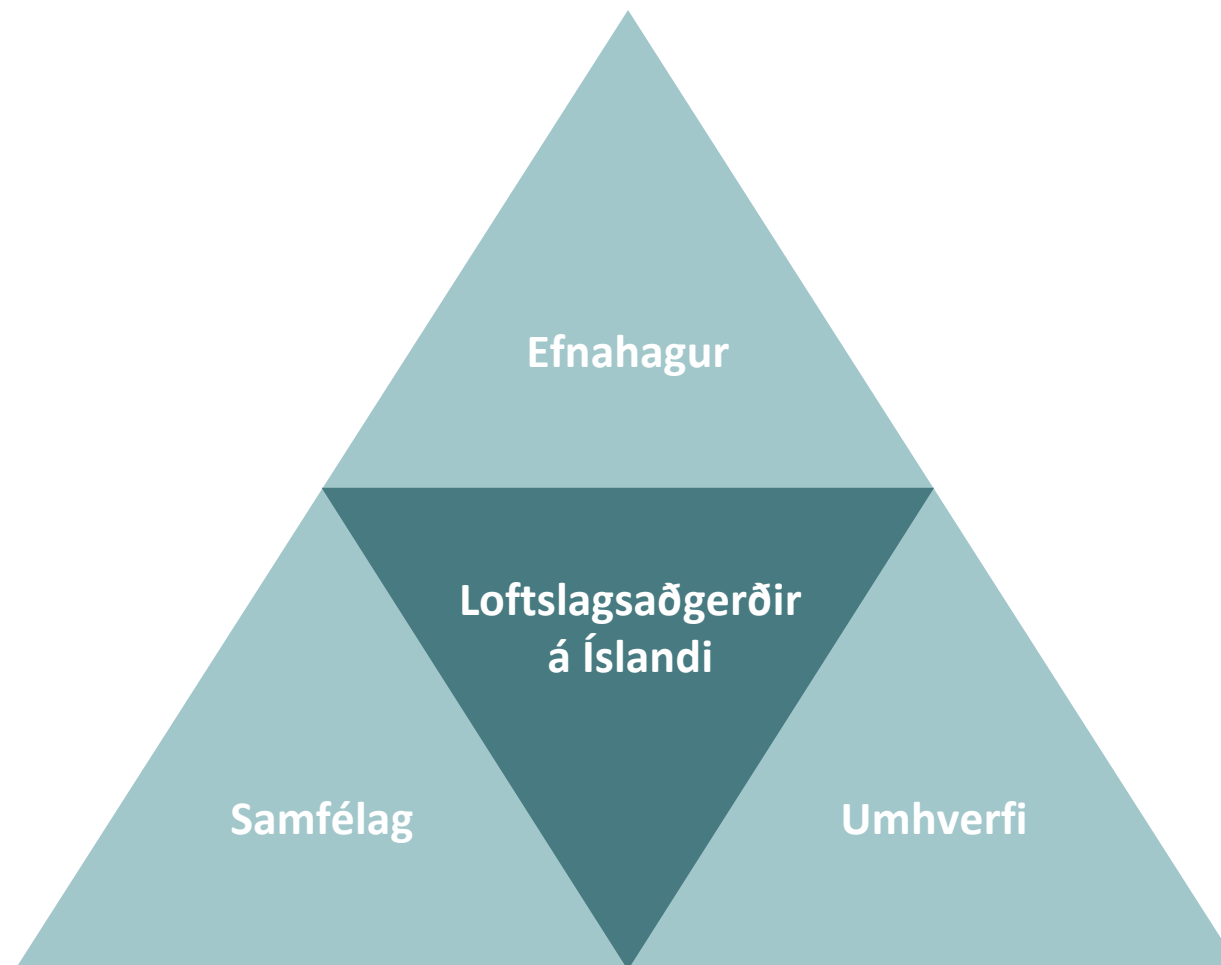 Efnahagur
Loftslagsaðgerðir
á Íslandi
Samfélag
Umhverfi